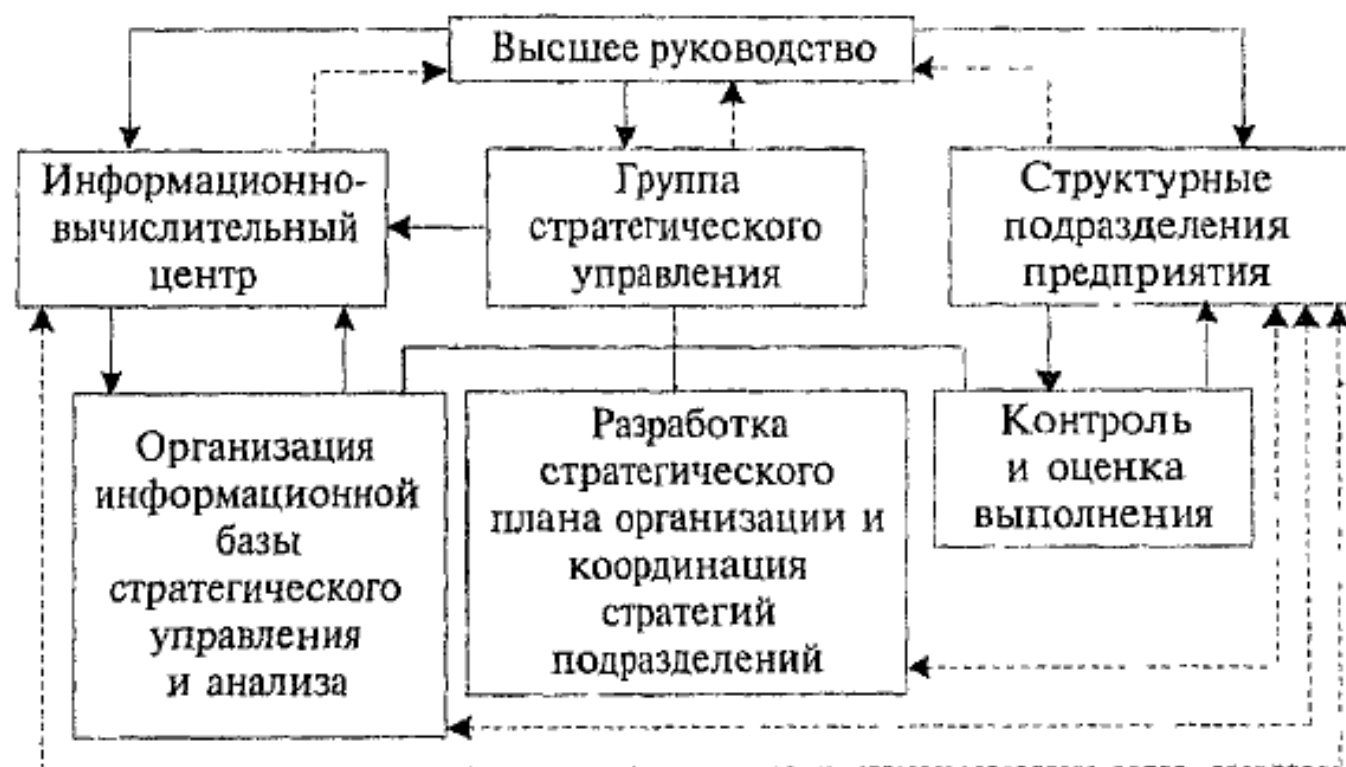 Высшее руководство
Информационно-
вычислительный
центр
Группа
стратегического
управления
Структурные
подразделения
предприятия
Организация
информационной
базы
стратегического
управления
и анализа
Разработка
стратегического
плана организации и
координация
стратегий
подразделений
Контроль
и оценка
выполнения